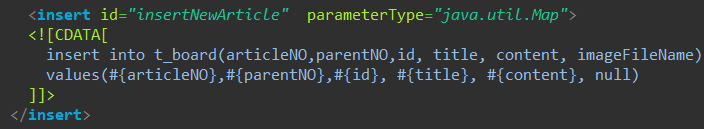 <insert id="insertNewArticle"  parameterType="java.util.Map">
<![CDATA[
insert into t_board(articleNO,parentNO,id, title, content, imageFileName)
values(#{articleNO},#{parentNO},#{id}, #{title}, #{content}, null)
]]>
</insert>